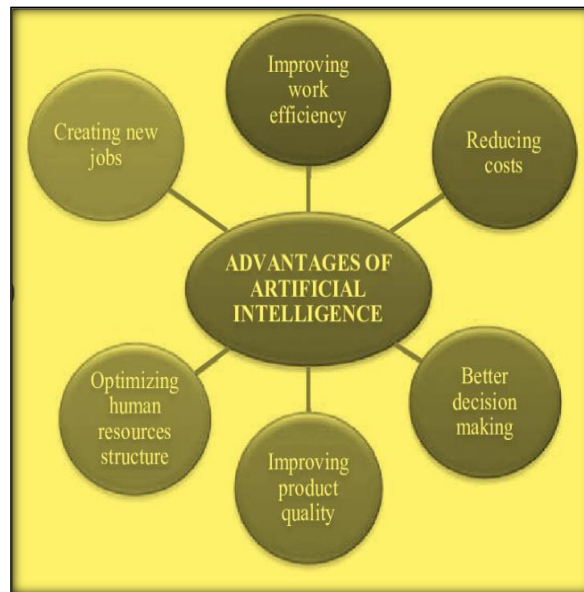 Improving
work
efficiency
Creating new
jobs
Reducing
costs
ADVANTAGES OF
ARTIFICIAL
INTELLIGENCE
Optimizing
human
resources
structure
Better
decision
making
Improving
product
quality